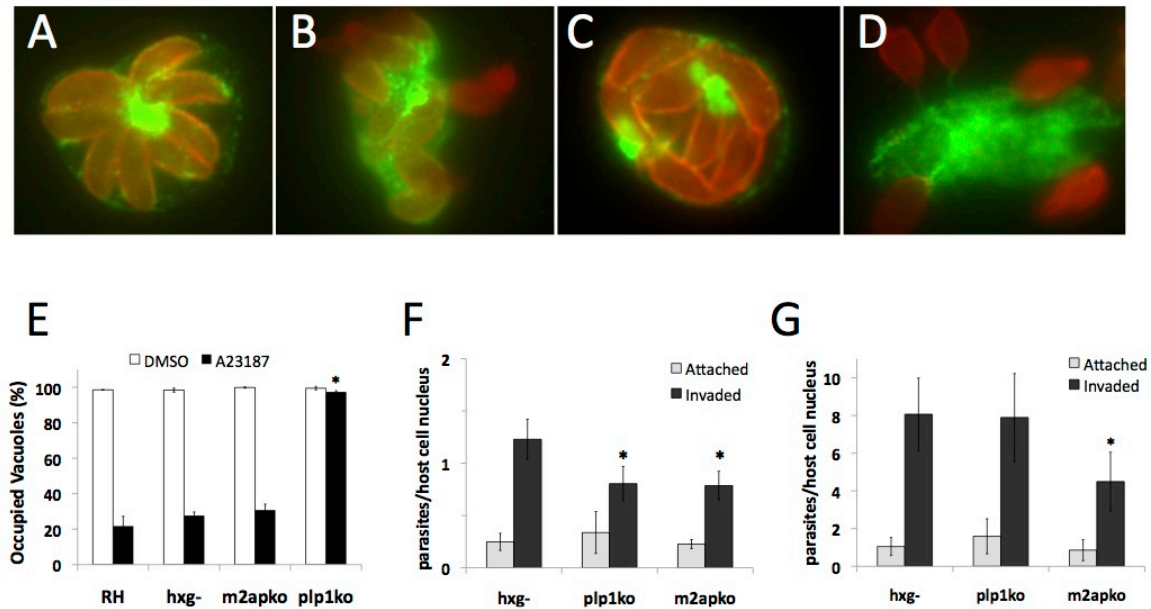 A
B
C
D
E
DMSO A23187
Occupied Vacuoles (%)
100
80
60
40
20
0
*
RH hxg- m2apko plp1ko
F
Attached
Invaded
parasites/host cell nucleus
2
1
0
* *
hxg- plp1ko m2apko
G
Attached
Invaded
parasites/host cell nucleus
10
8
6
4
2
0
*
hxg- plp1ko m2apko